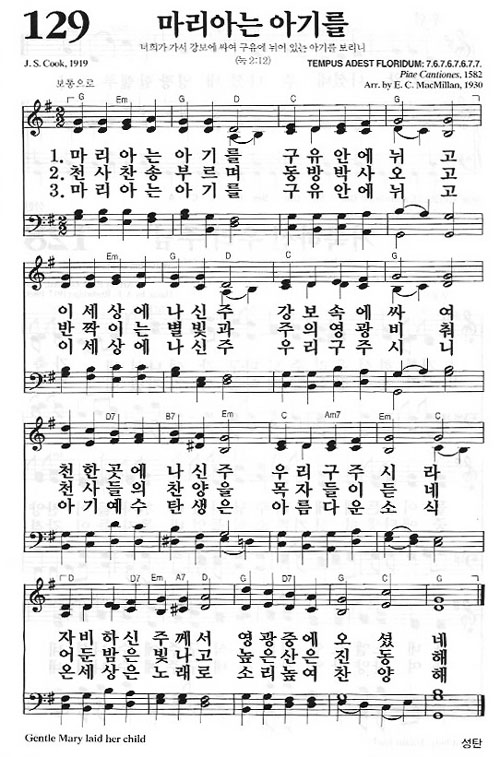 129
마리아는 아기를
너희가 가서 강보에 싸여 구유에 뉘어 있는 아기를 보리니
(눅 2:12)
J. S. Cook, 1919
TEMPUS ADEST FLORIDUM: 7.6.7.6.7.6.7.7.
Piae Cantiones, 1582
Arr. by E. C. MacMillan, 1930
보통으로
G Em G D C G
1. 마 리 아 는 아 기 를 구 유 안 에 뉘 고
2. 천 사 찬 송 부 르 며 동 방 박 사 오 고
3. 마 리 아 는 아 기 를 구 유 안 에 뉘 고
Em G D C G
이 세 상 에 나 신 주 강 보 속 에 싸 여
반 짝 이 는 별 빛 과 주 의 영 광 비 춰
이 세 상 에 나 신 주 우 리 구 주 시 니
D7 B7 Em C Am7 Em
천 한 곳 에 나 신 주 우 리 구 주 시 라
천 사 들 의 찬 양 을 목 자 들 이 듣 네
아 기 예 수 탄 생 은 아 름 다 운 소 식
D D7 Em A7 D G D7 G C G
자 비 하 신 주 께 서 영 광 중 에 오 셨 네
어 둔 밤 은 빛 나 고 높 은 산 은 진 동 해
온 세 상 은 노 래 로 소 리 높 여 찬 양 해
Gentle Mary laid her child
성탄